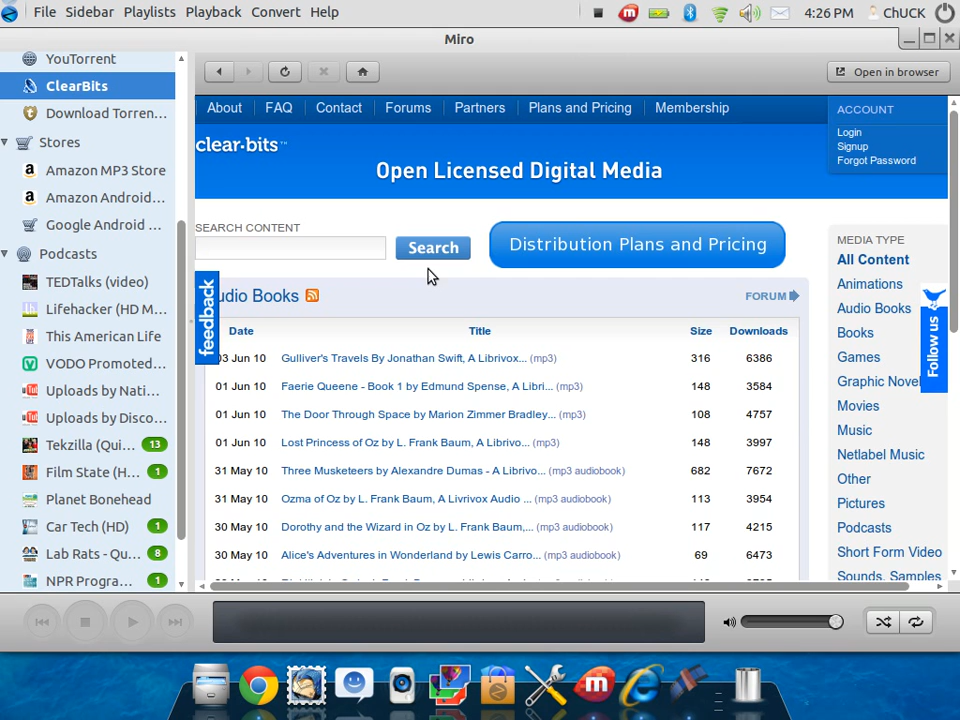 File Sidebar Playlists Playback Convert Help
4:26 PM ChUCK
Miro
YouTorrent
ClearBits
Download Torren...
Stores
Amazon MP3 Store
Amazon Android...
Google Android ...
Podcasts
TEDTalks (video)
Lifehacker (HD M...
This American Life
VODO Promoted...
Uploads by Nati...
Uploads by Disco...
Tekzilla (Qui... 13
Film State (H... 1
Planet Bonehead
Car Tech (HD) 1
Lab Rats - Qu... 8
NPR Progra... 1
Open in browser
About FAQ Contact Forums Partners Plans and Pricing Membership
ACCOUNT
Login
Signup
Forgot Password
clear-bits™
Open Licensed Digital Media
SEARCH CONTENT
Search
Distribution Plans and Pricing
feedback
udio Books
FORUM
Date Title Size Downloads
03 Jun 10 Gulliver's Travels By Jonathan Swift, A Librivox... (mp3) 316 6386
01 Jun 10 Faerie Queene - Book 1 by Edmund Spense, A Libri... (mp3) 148 3584
01 Jun 10 The Door Through Space by Marion Zimmer Bradley... (mp3) 108 4757
01 Jun 10 Lost Princess of Oz by L. Frank Baum, A Librivo... (mp3) 148 3997
31 May 10 Three Musketeers by Alexandre Dumas - A Librivo... (mp3 audiobook) 682 7672
31 May 10 Ozma of Oz by L. Frank Baum, A Livrivox Audio ... (mp3 audiobook) 113 3954
30 May 10 Dorothy and the Wizard in Oz by L. Frank Baum,... (mp3 audiobook) 117 4215
30 May 10 Alice's Adventures in Wonderland by Lewis Carro... (mp3 audiobook) 69 6473
MEDIA TYPE
All Content
Animations
Audio Books
Books
Games
Graphic Nove
Movies
Music
Netlabel Music
Other
Pictures
Podcasts
Short Form Video
Sounds, Samples
Follow us